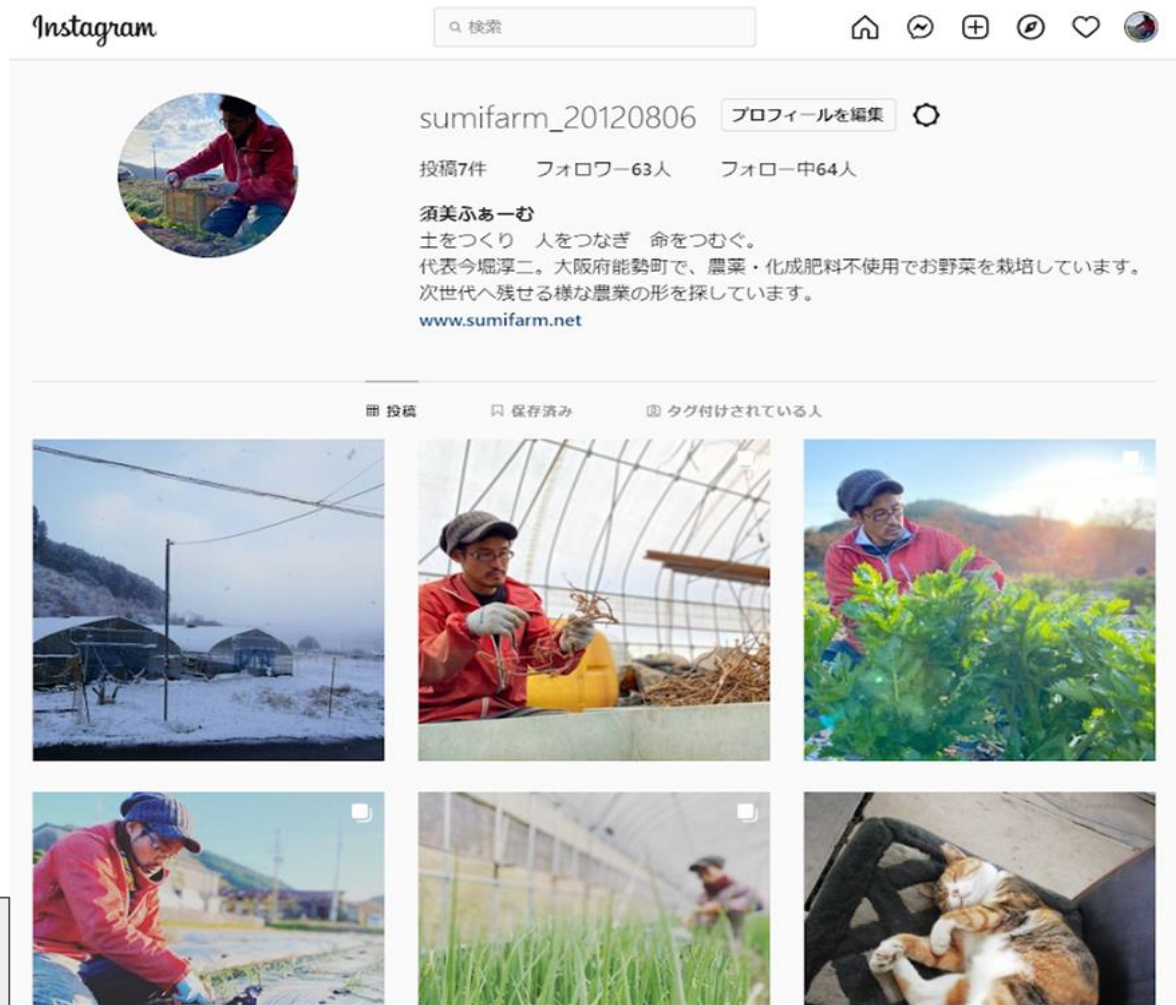 Instagram
検索
sumifarm_20120806 プロフィールを編集
投稿7件 フォロワー63人 フォロー中64人
須美ふぁーむ
土をつくり 人をつなぎ 命をつむぐ。
代表今堀淳二。大阪府能勢町で、農薬・化成肥料不使用でお野菜を栽培しています。
次世代へ残せる様な農業の形を探しています。
www.sumifarm.net
投稿 保存済み タグ付けされている人